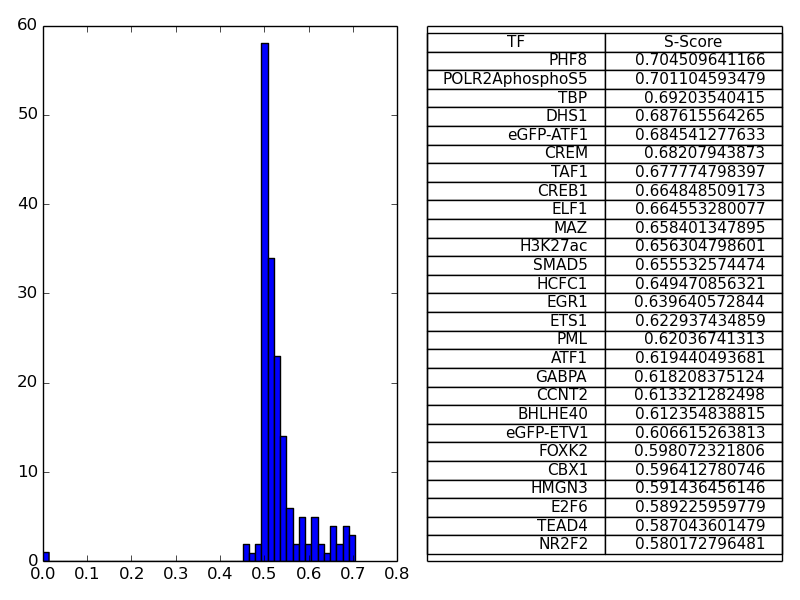 60
50
40
30
20
10
0
0.0 0.1 0.2 0.3 0.4 0.5 0.6 0.7 0.8
TF S-Score
PHF8 0.704509641166
POLR2AphosphoS5 0.701104593479
TBP 0.69203540415
DHS1 0.687615564265
eGFP-ATF1 0.684541277633
CREM 0.68207943873
TAF1 0.677774798397
CREB1 0.664848509173
ELF1 0.664553280077
MAZ 0.658401347895
H3K27ac 0.656304798601
SMAD5 0.655532574474
HCFC1 0.649470856321
EGR1 0.639640572844
ETS1 0.622937434859
PML 0.62036741313
ATF1 0.619440493681
GABPA 0.618208375124
CCNT2 0.613321282498
BHLHE40 0.612354838815
eGFP-ETV1 0.606615263813
FOXK2 0.598072321806
CBX1 0.596412780746
HMGN3 0.591436456146
E2F6 0.589225959779
TEAD4 0.587043601479
NR2F2 0.580172796481